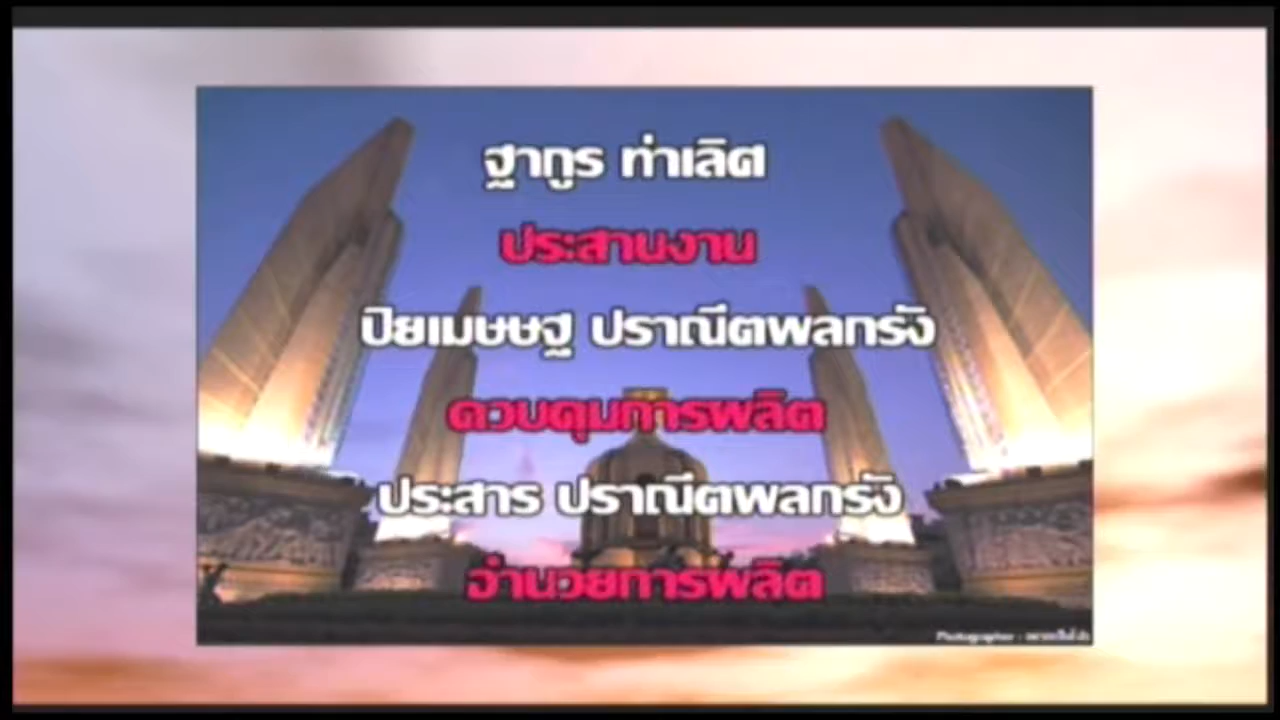 ฐากูร ท่าเลิศ
ประสานงาน
ปิยเมษษฐ ปราณีตพลกรัง
ควบคุมการผลิต
ประสาร ปราณีตพลกรัง
อำนวยการผลิต
Photographer :